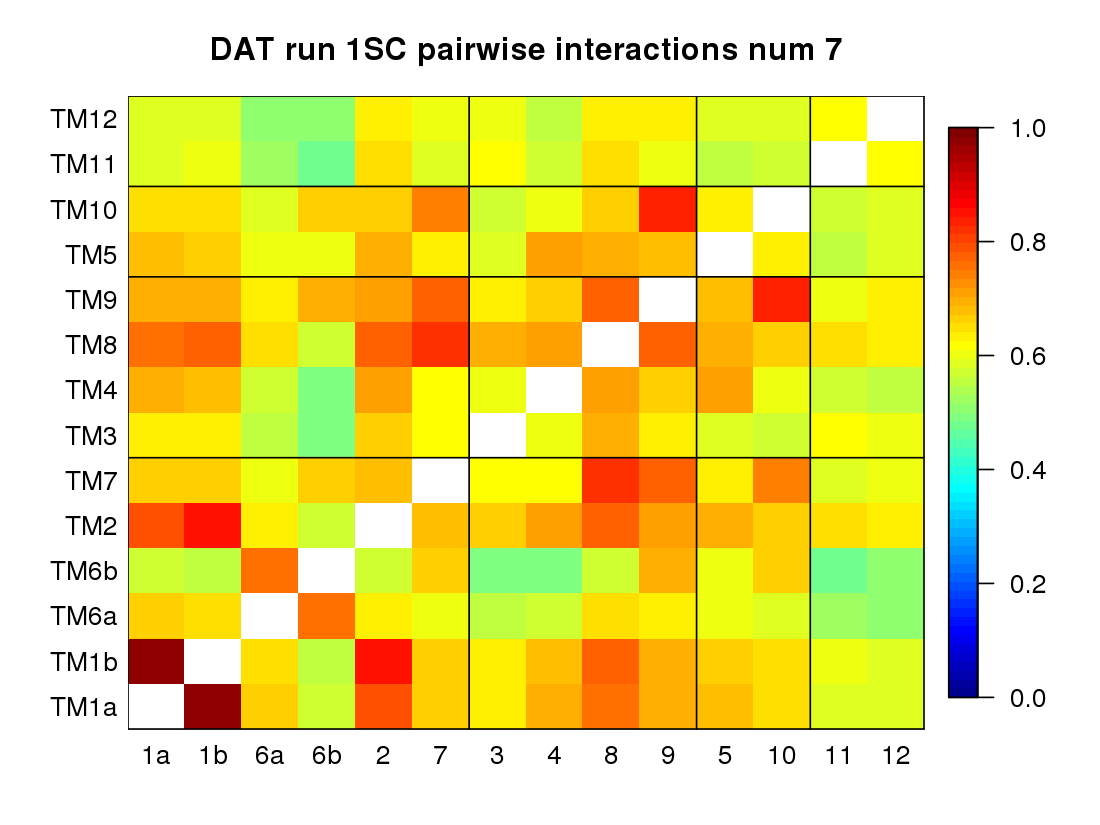 DAT run 1SC pairwise interactions num 7
TM12
TM11
TM10
TM5
TM9
TM8
TM4
TM3
TM7
TM2
TM6b
TM6a
TM1b
TM1a
1a 1b 6a 6b 2 7 3 4 8 9 5 10 11 12
1.0
0.8
0.6
0.4
0.2
0.0